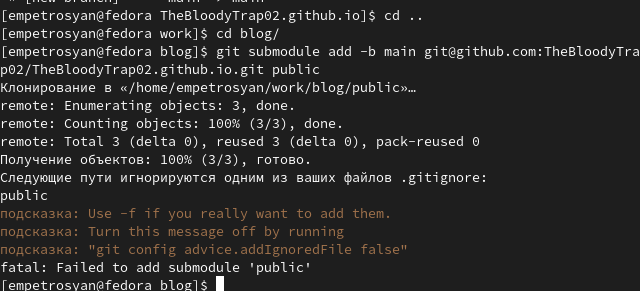 [empetrosyan@fedora TheBloodyTrap02.github.io]$ cd ..
[empetrosyan@fedora work]$ cd blog/
[empetrosyan@fedora blog]$ git submodule add -b main git@github.com:TheBloodyTra
p02/TheBloodyTrap02.github.io.git public
Клонирование в «/home/empetrosyan/work/blog/public»…
remote: Enumerating objects: 3, done.
remote: Counting objects: 100% (3/3), done.
remote: Total 3 (delta 0), reused 3 (delta 0), pack-reused 0
Получение объектов: 100% (3/3), готово.
Следующие пути игнорируются одним из ваших файлов .gitignore:
public
подсказка: Use -f if you really want to add them.
подсказка: Turn this message off by running
подсказка: "git config advice.addIgnoredFile false"
fatal: Failed to add submodule 'public'
[empetrosyan@fedora blog]$